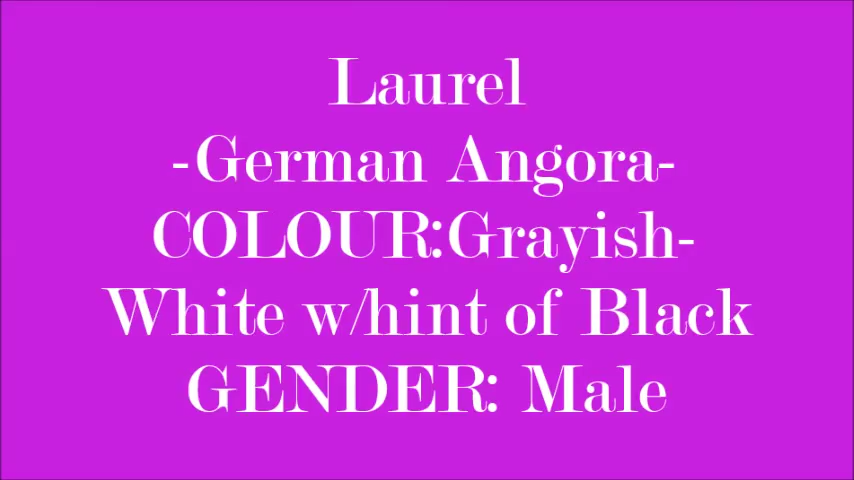 Laurel
-German Angora-
COLOUR:Grayish-
White w/hint of Black
GENDER: Male